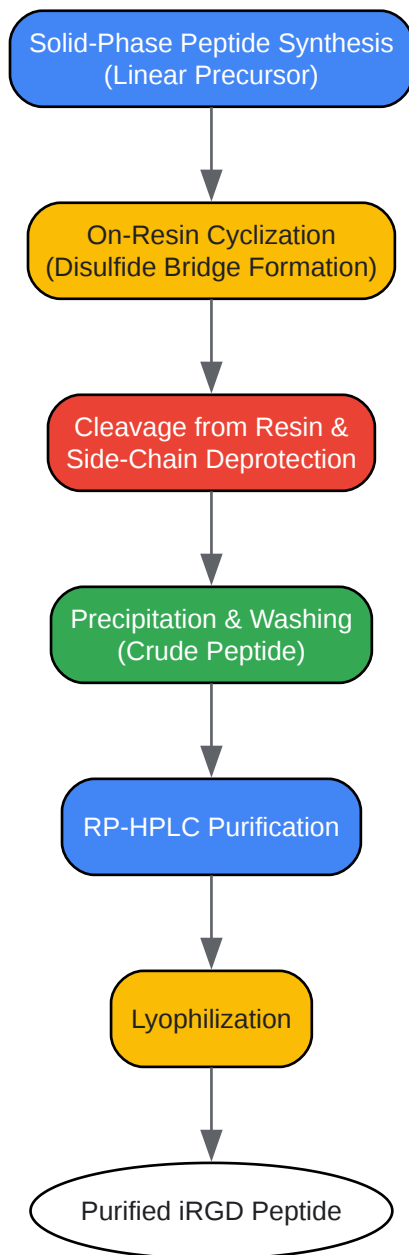 Solid-Phase Peptide Synthesis
(Linear Precursor)
On-Resin Cyclization
(Disulfide Bridge Formation)
Cleavage from Resin &
Side-Chain Deprotection
Precipitation & Washing
(Crude Peptide)
RP-HPLC Purification
Lyophilization
Purified iRGD Peptide